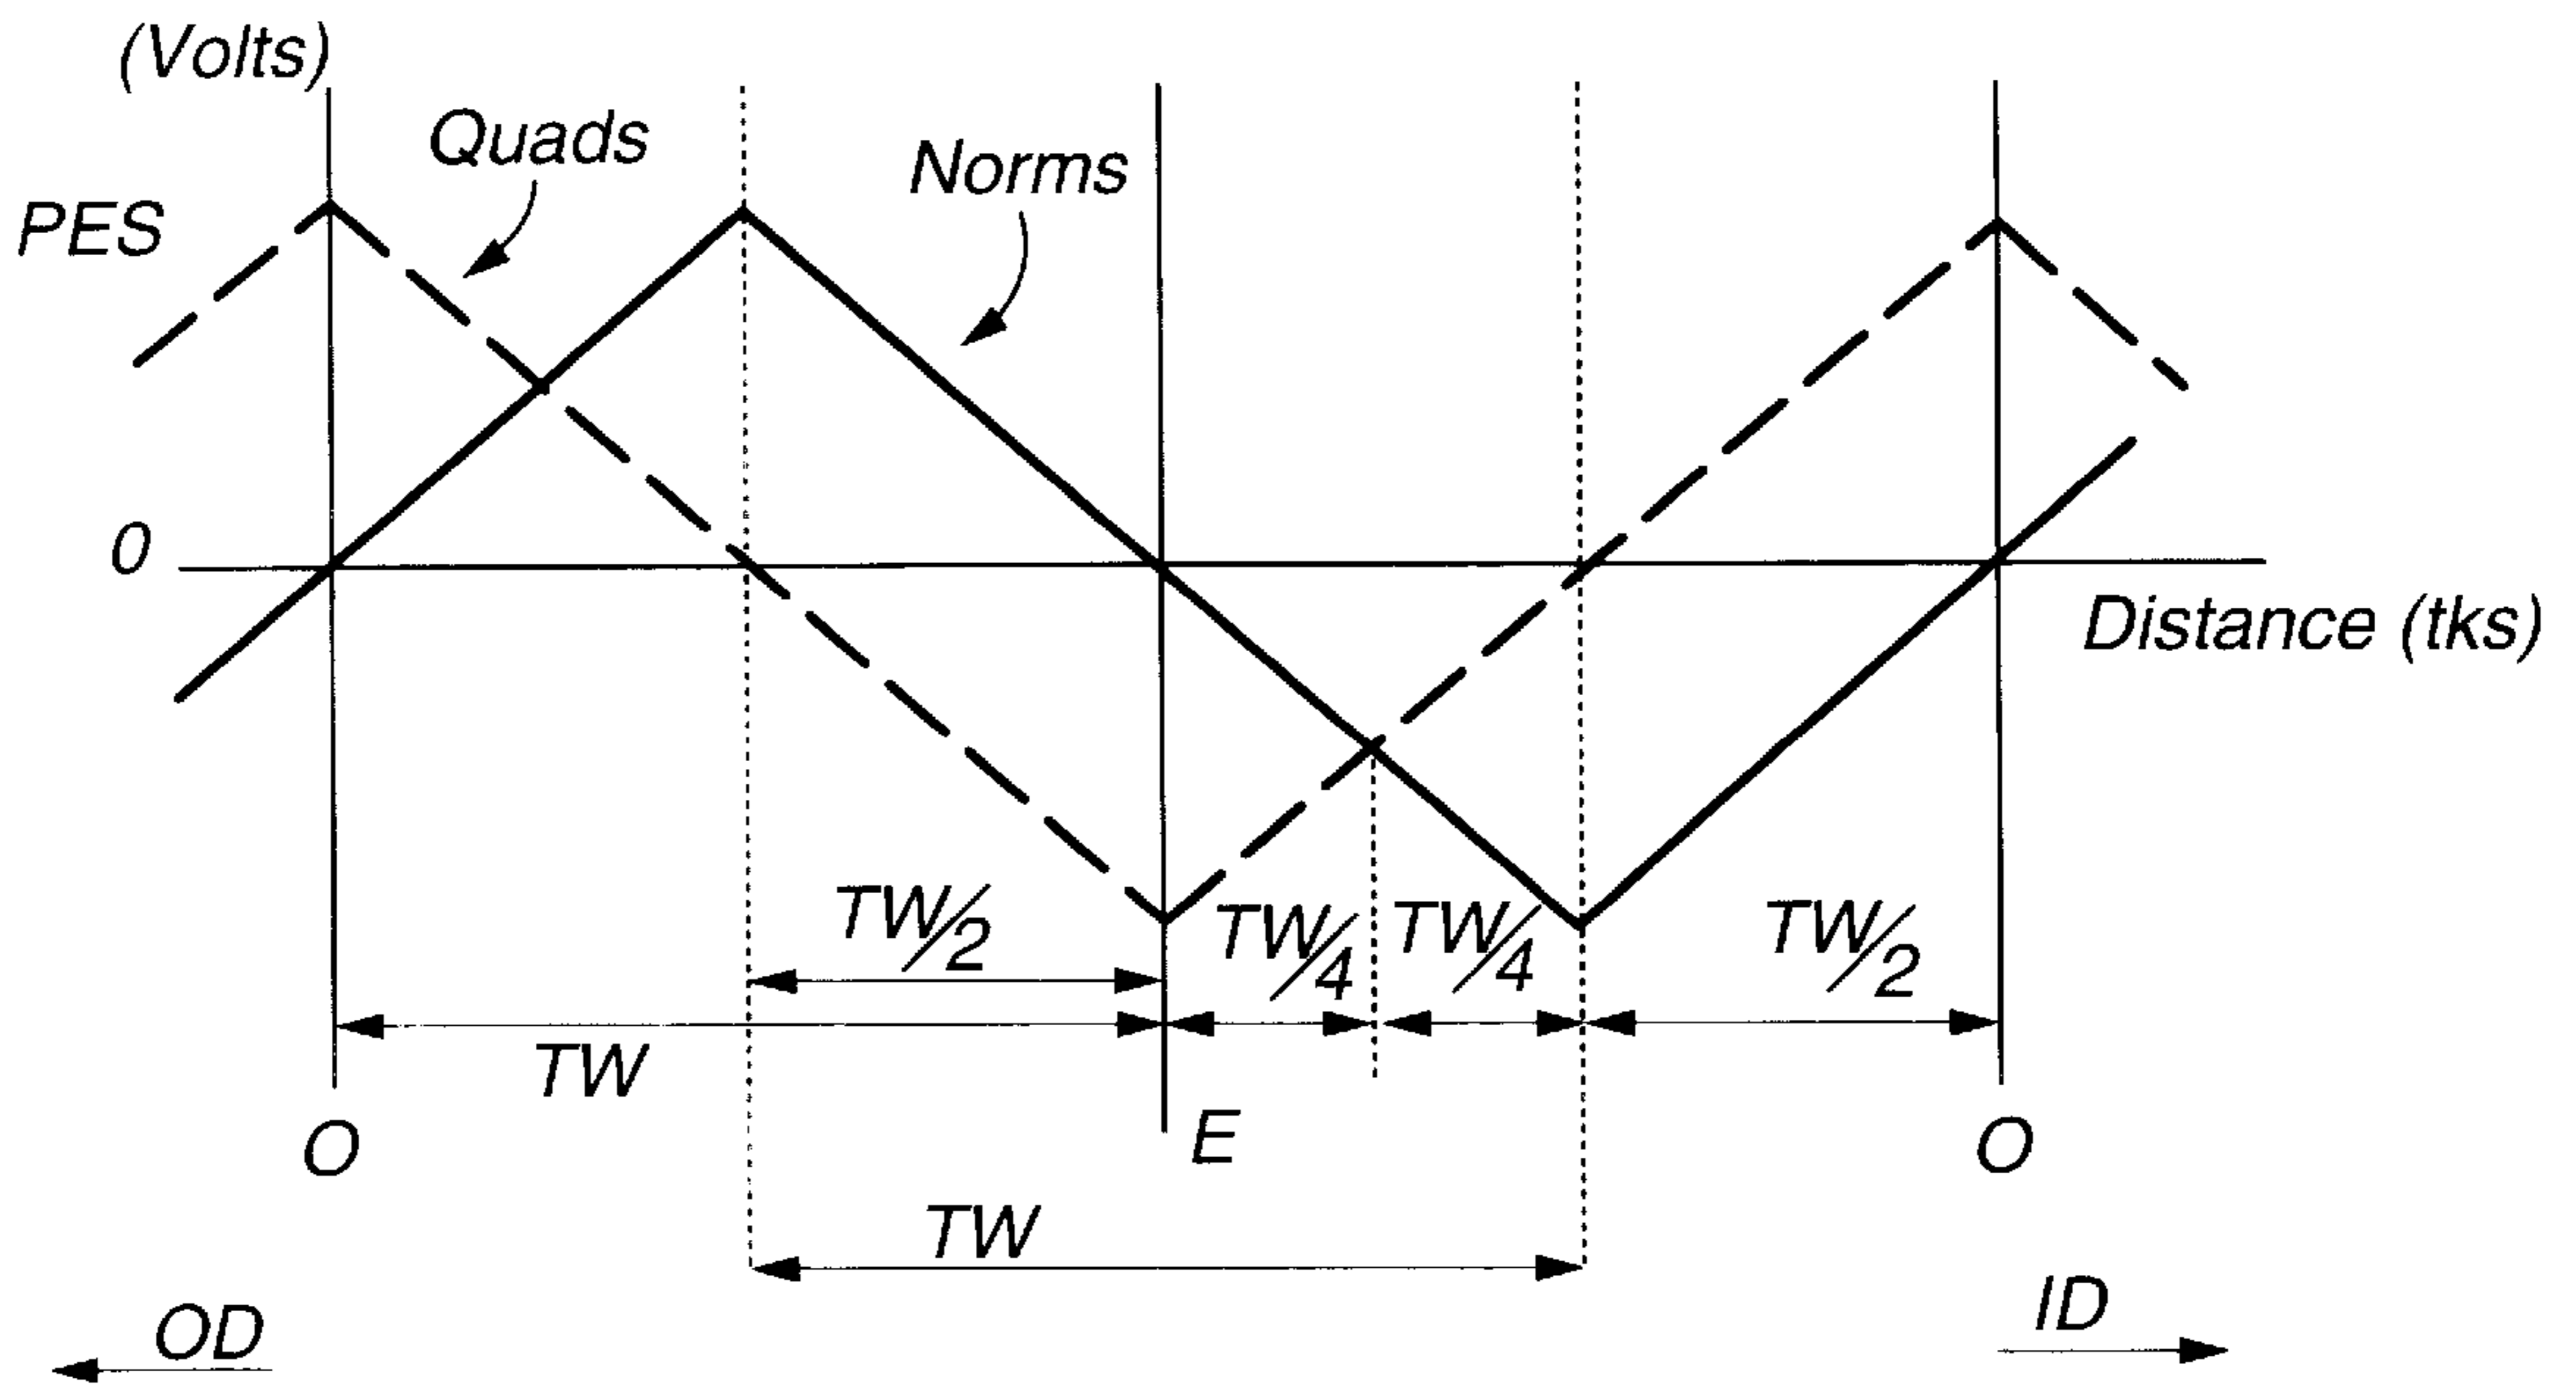 (Volts)
Quads
Norms
PES
0
Distance (tks)
TW/2
TW/4
TW/4
TW/2
TW
O
E
O
TW
OD
ID